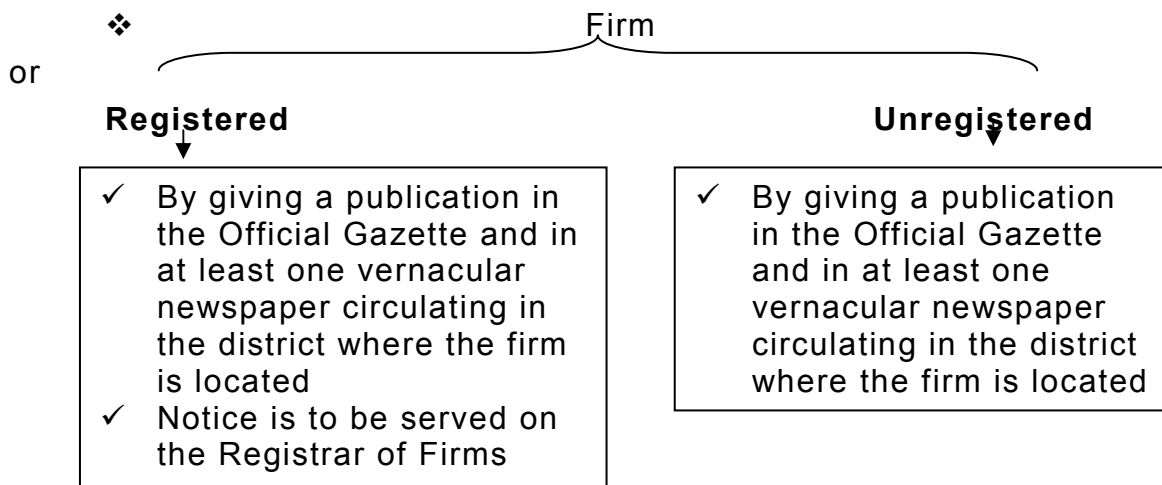 ❖ Firm
or
Registered
Unregistered
✓ By giving a publication in
the Official Gazette and in
at least one vernacular
newspaper circulating in
the district where the firm
is located
✓ Notice is to be served on
the Registrar of Firms
✓ By giving a publication
in the Official Gazette
and in at least one
vernacular newspaper
circulating in the district
where the firm is located